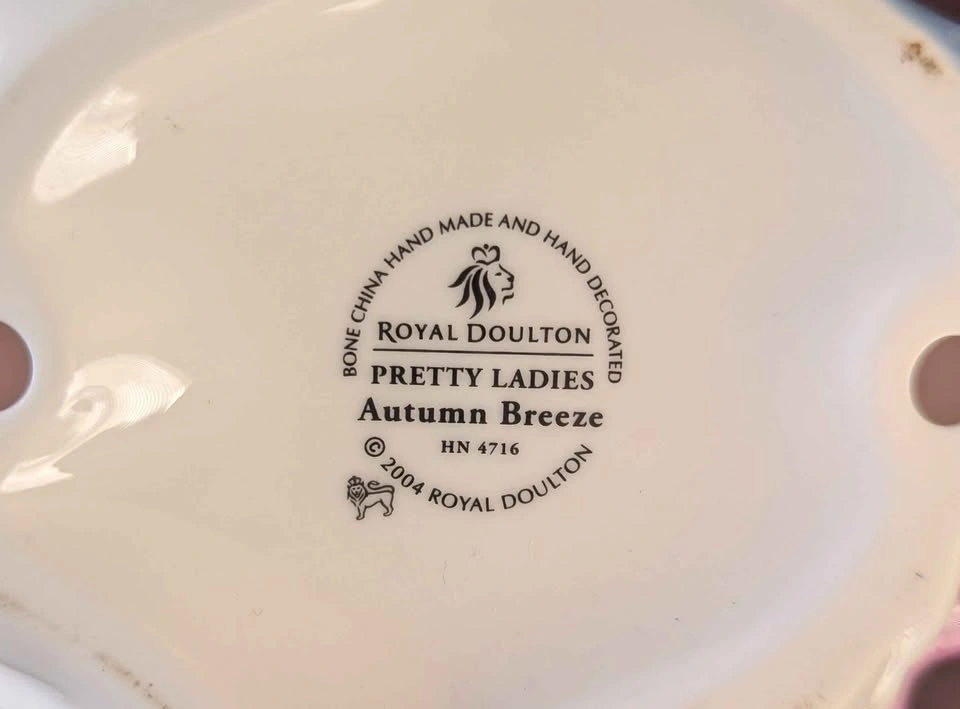 BONE CHINA HAND MADE AND HAND DECORATED
ROYAL DOULTON
PRETTY LADIES
Autumn Breeze
HN 4716
© 2004 ROYAL DOULTON